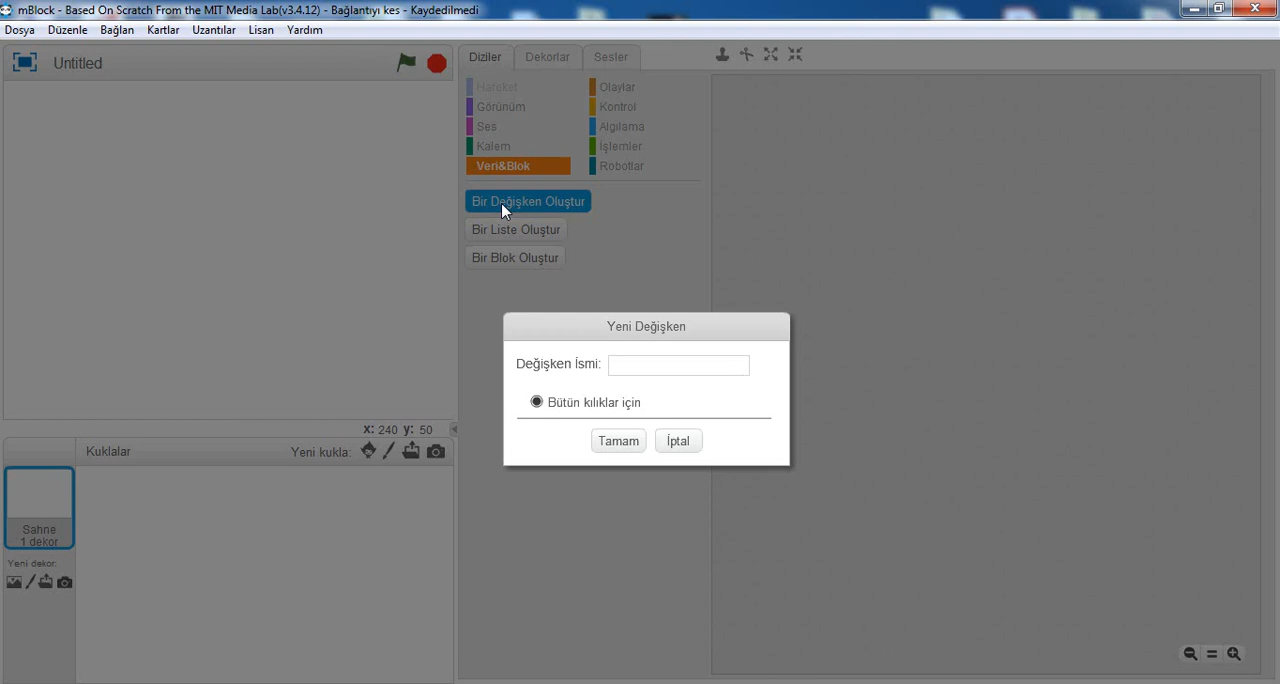 mBlock - Based On Scratch From the MIT Media Lab(v3.4.12) - Bağlantıyı kes - Kaydedilmedi
Dosya Düzenle Bağlan Kartlar Uzantılar Lisan Yardım
Untitled
Diziler Dekorlar Sesler
Hareket Olaylar
Görünüm Kontrol
Ses Algılama
Kalem İşlemler
Veri&Blok Robotlar
Bir Değişken Oluştur
Bir Liste Oluştur
Bir Blok Oluştur
Yeni Değişken
Değişken İsmi:
Bütün kılıklar için
Tamam İptal
x: 240 y: 50
Kuklalar Yeni kukla:
Sahne
1 dekor
Yeni dekor: